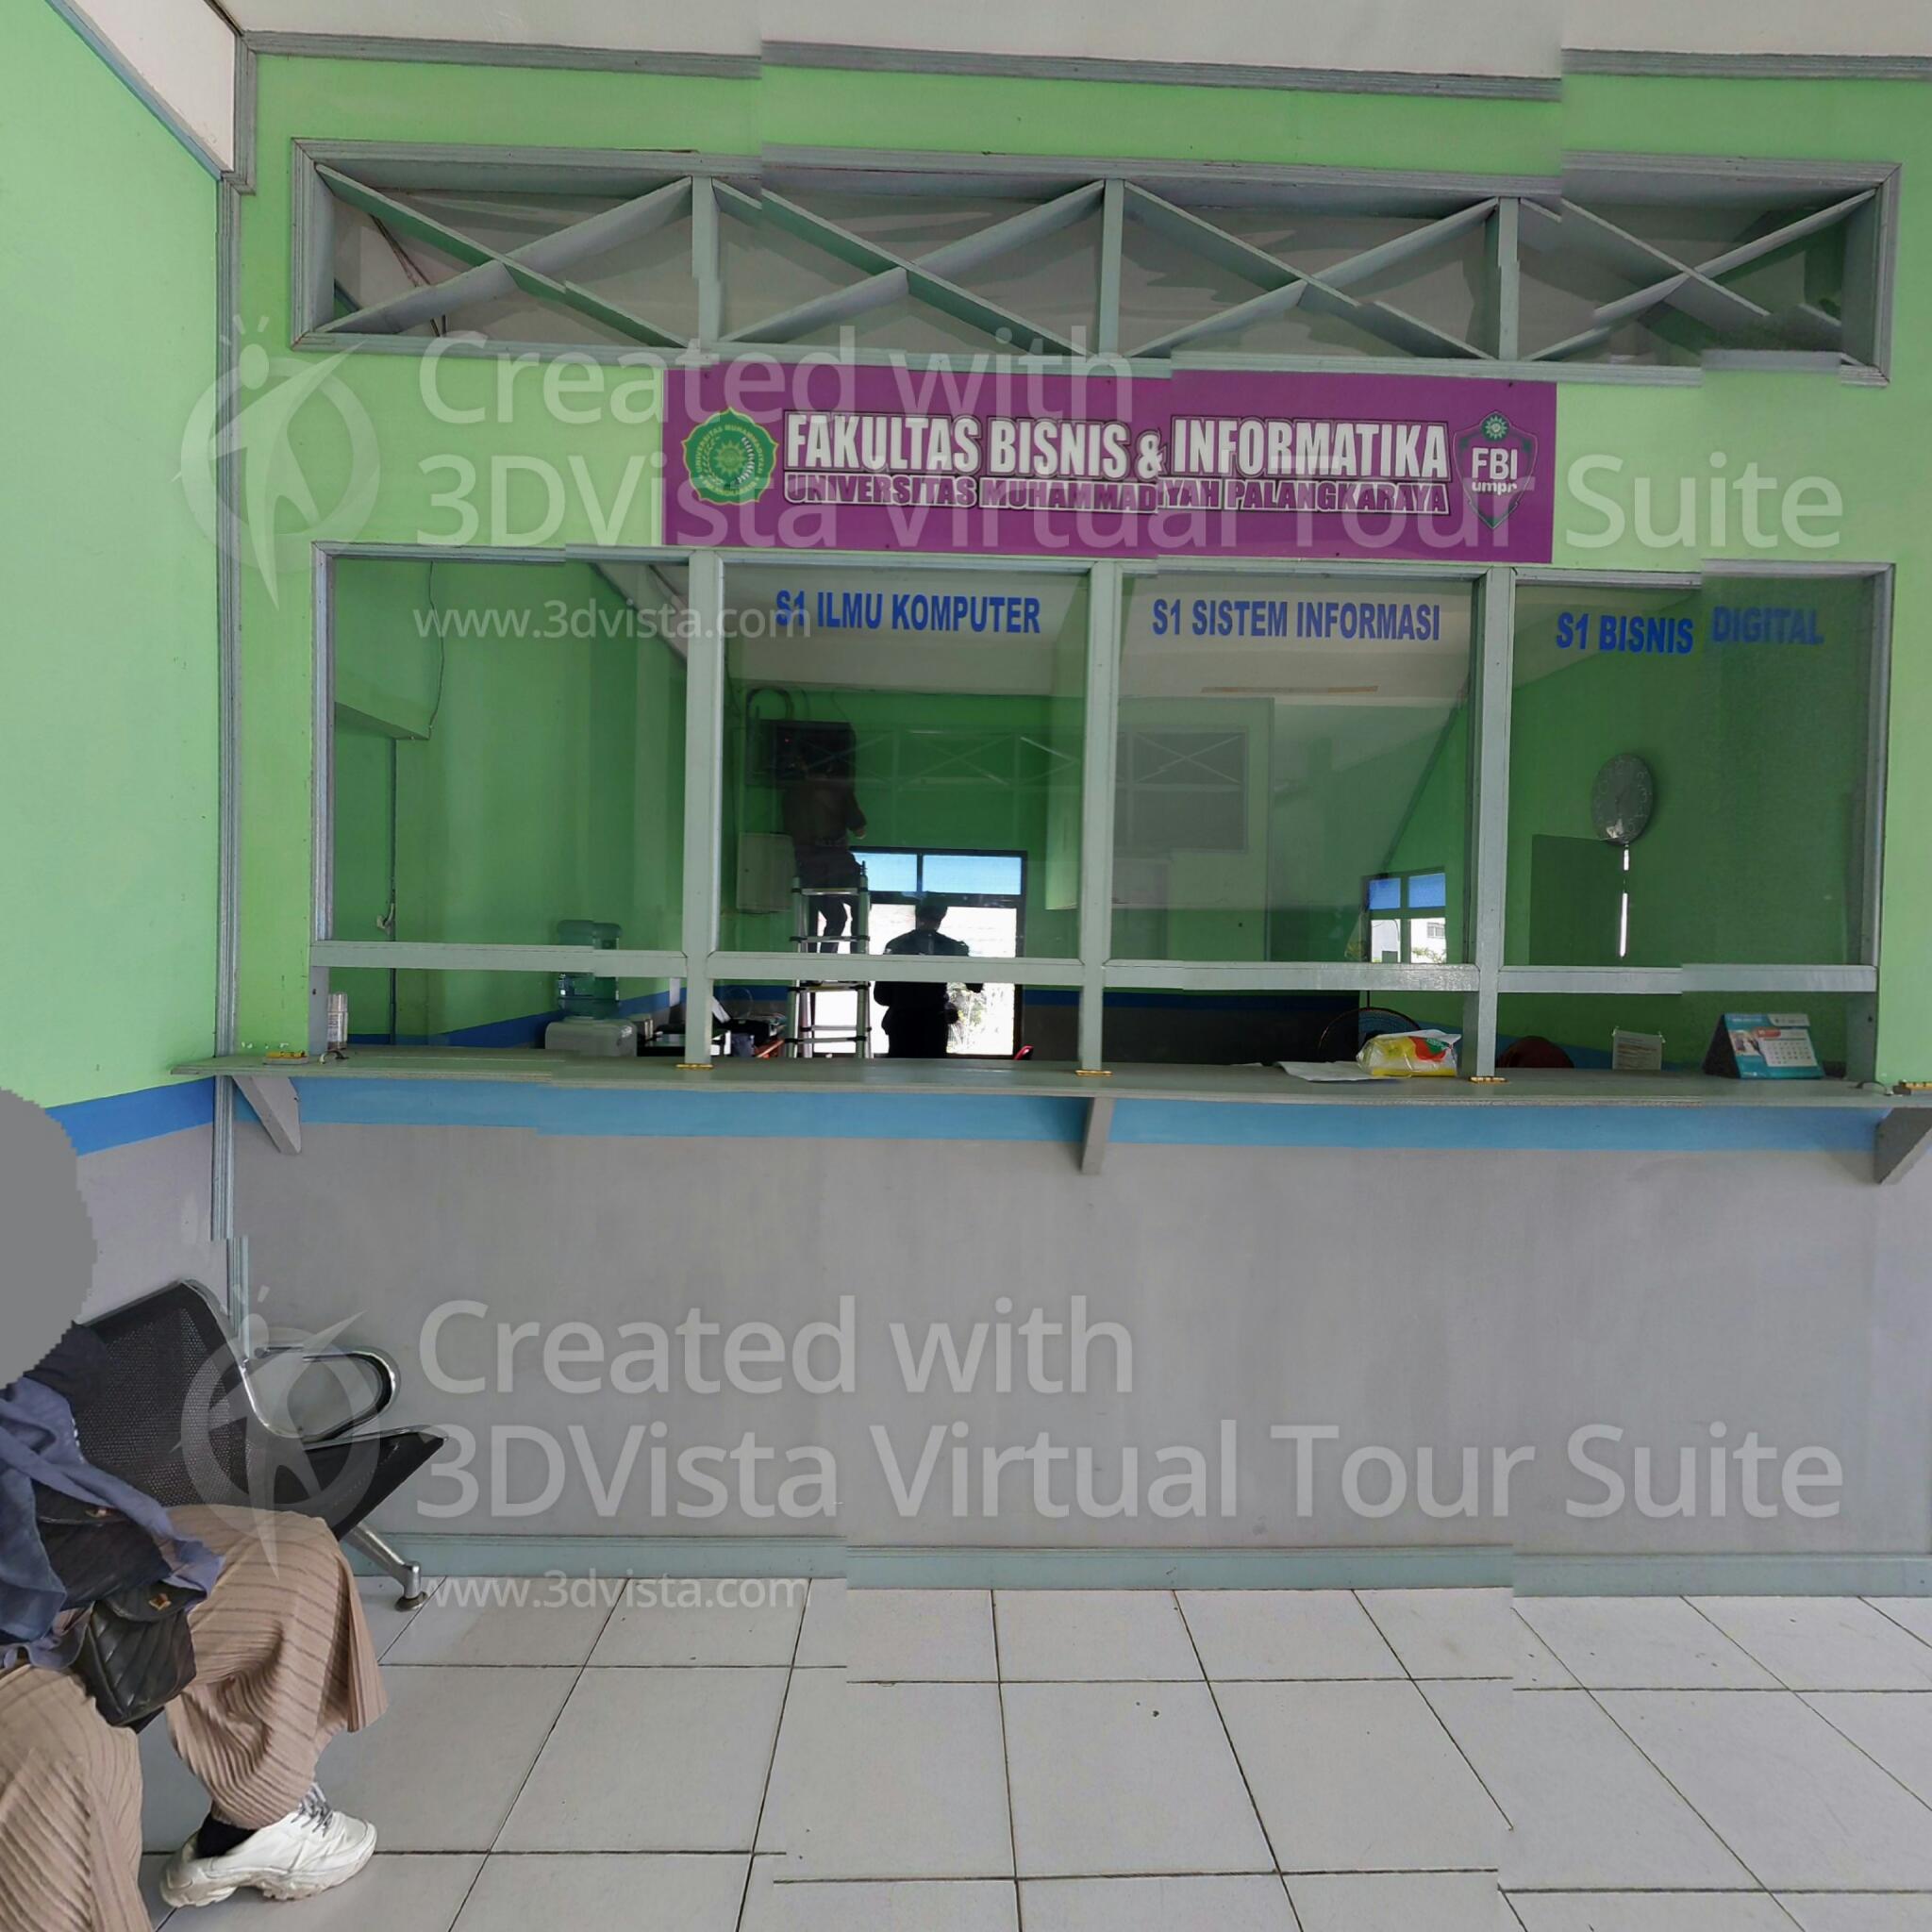 Created with
3DVista Virtual Tour Suite
www.3dvista.com
FAKULTAS BISNIS & INFORMATIKA
UNIVERSITAS MUHAMMADIYAH PALANGKARAYA
FBI
umpr
S1 ILMU KOMPUTER
S1 SISTEM INFORMASI
S1 BISNIS DIGITAL
Created with
3DVista Virtual Tour Suite
www.3dvista.com